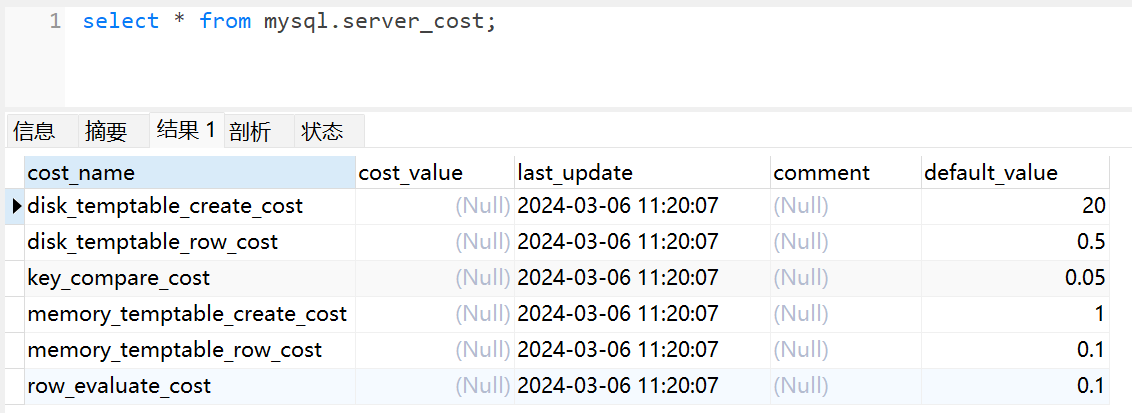 1 select * from mysql.server_cost;
信息 摘要 结果 1 剖析 状态
cost_name cost_value last_update comment default_value
disk_temptable_create_cost (Null) 2024-03-06 11:20:07 (Null) 20
disk_temptable_row_cost (Null) 2024-03-06 11:20:07 (Null) 0.5
key_compare_cost (Null) 2024-03-06 11:20:07 (Null) 0.05
memory_temptable_create_cost (Null) 2024-03-06 11:20:07 (Null) 1
memory_temptable_row_cost (Null) 2024-03-06 11:20:07 (Null) 0.1
row_evaluate_cost (Null) 2024-03-06 11:20:07 (Null) 0.1